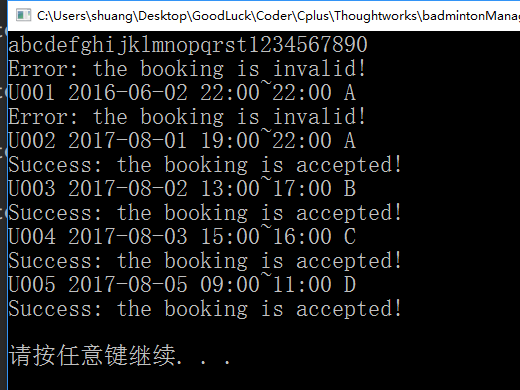 C:\Users\shuang\Desktop\GoodLuck\Coder\Cplus\Thoughtworks\badmintonManag
abcdefghijklmnopqrst1234567890
Error: the booking is invalid!
U001 2016-06-02 22:00~22:00 A
Error: the booking is invalid!
U002 2017-08-01 19:00~22:00 A
Success: the booking is accepted!
U003 2017-08-02 13:00~17:00 B
Success: the booking is accepted!
U004 2017-08-03 15:00~16:00 C
Success: the booking is accepted!
U005 2017-08-05 09:00~11:00 D
Success: the booking is accepted!
请按任意键继续. . .